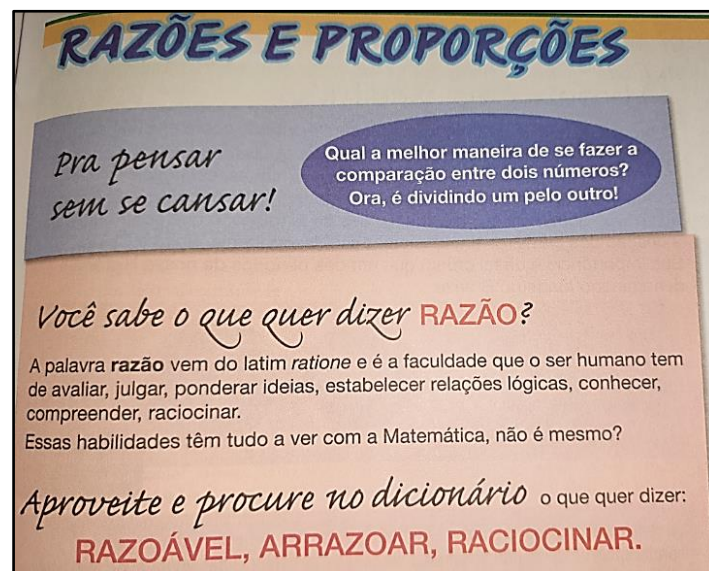 RAZÕES E PROPORÇÕES
Pra pensar
sem se cansar!
Qual a melhor maneira de se fazer a
comparação entre dois números?
Ora, é dividindo um pelo outro!
Você sabe o que quer dizer RAZÃO?
A palavra razão vem do latim ratione e é a faculdade que o ser humano tem
de avaliar, julgar, ponderar ideias, estabelecer relações lógicas, conhecer,
compreender, raciocinar.
Essas habilidades têm tudo a ver com a Matemática, não é mesmo?
Aproveite e procure no dicionário o que quer dizer:
RAZOÁVEL, ARRAZOAR, RACIOCINAR.